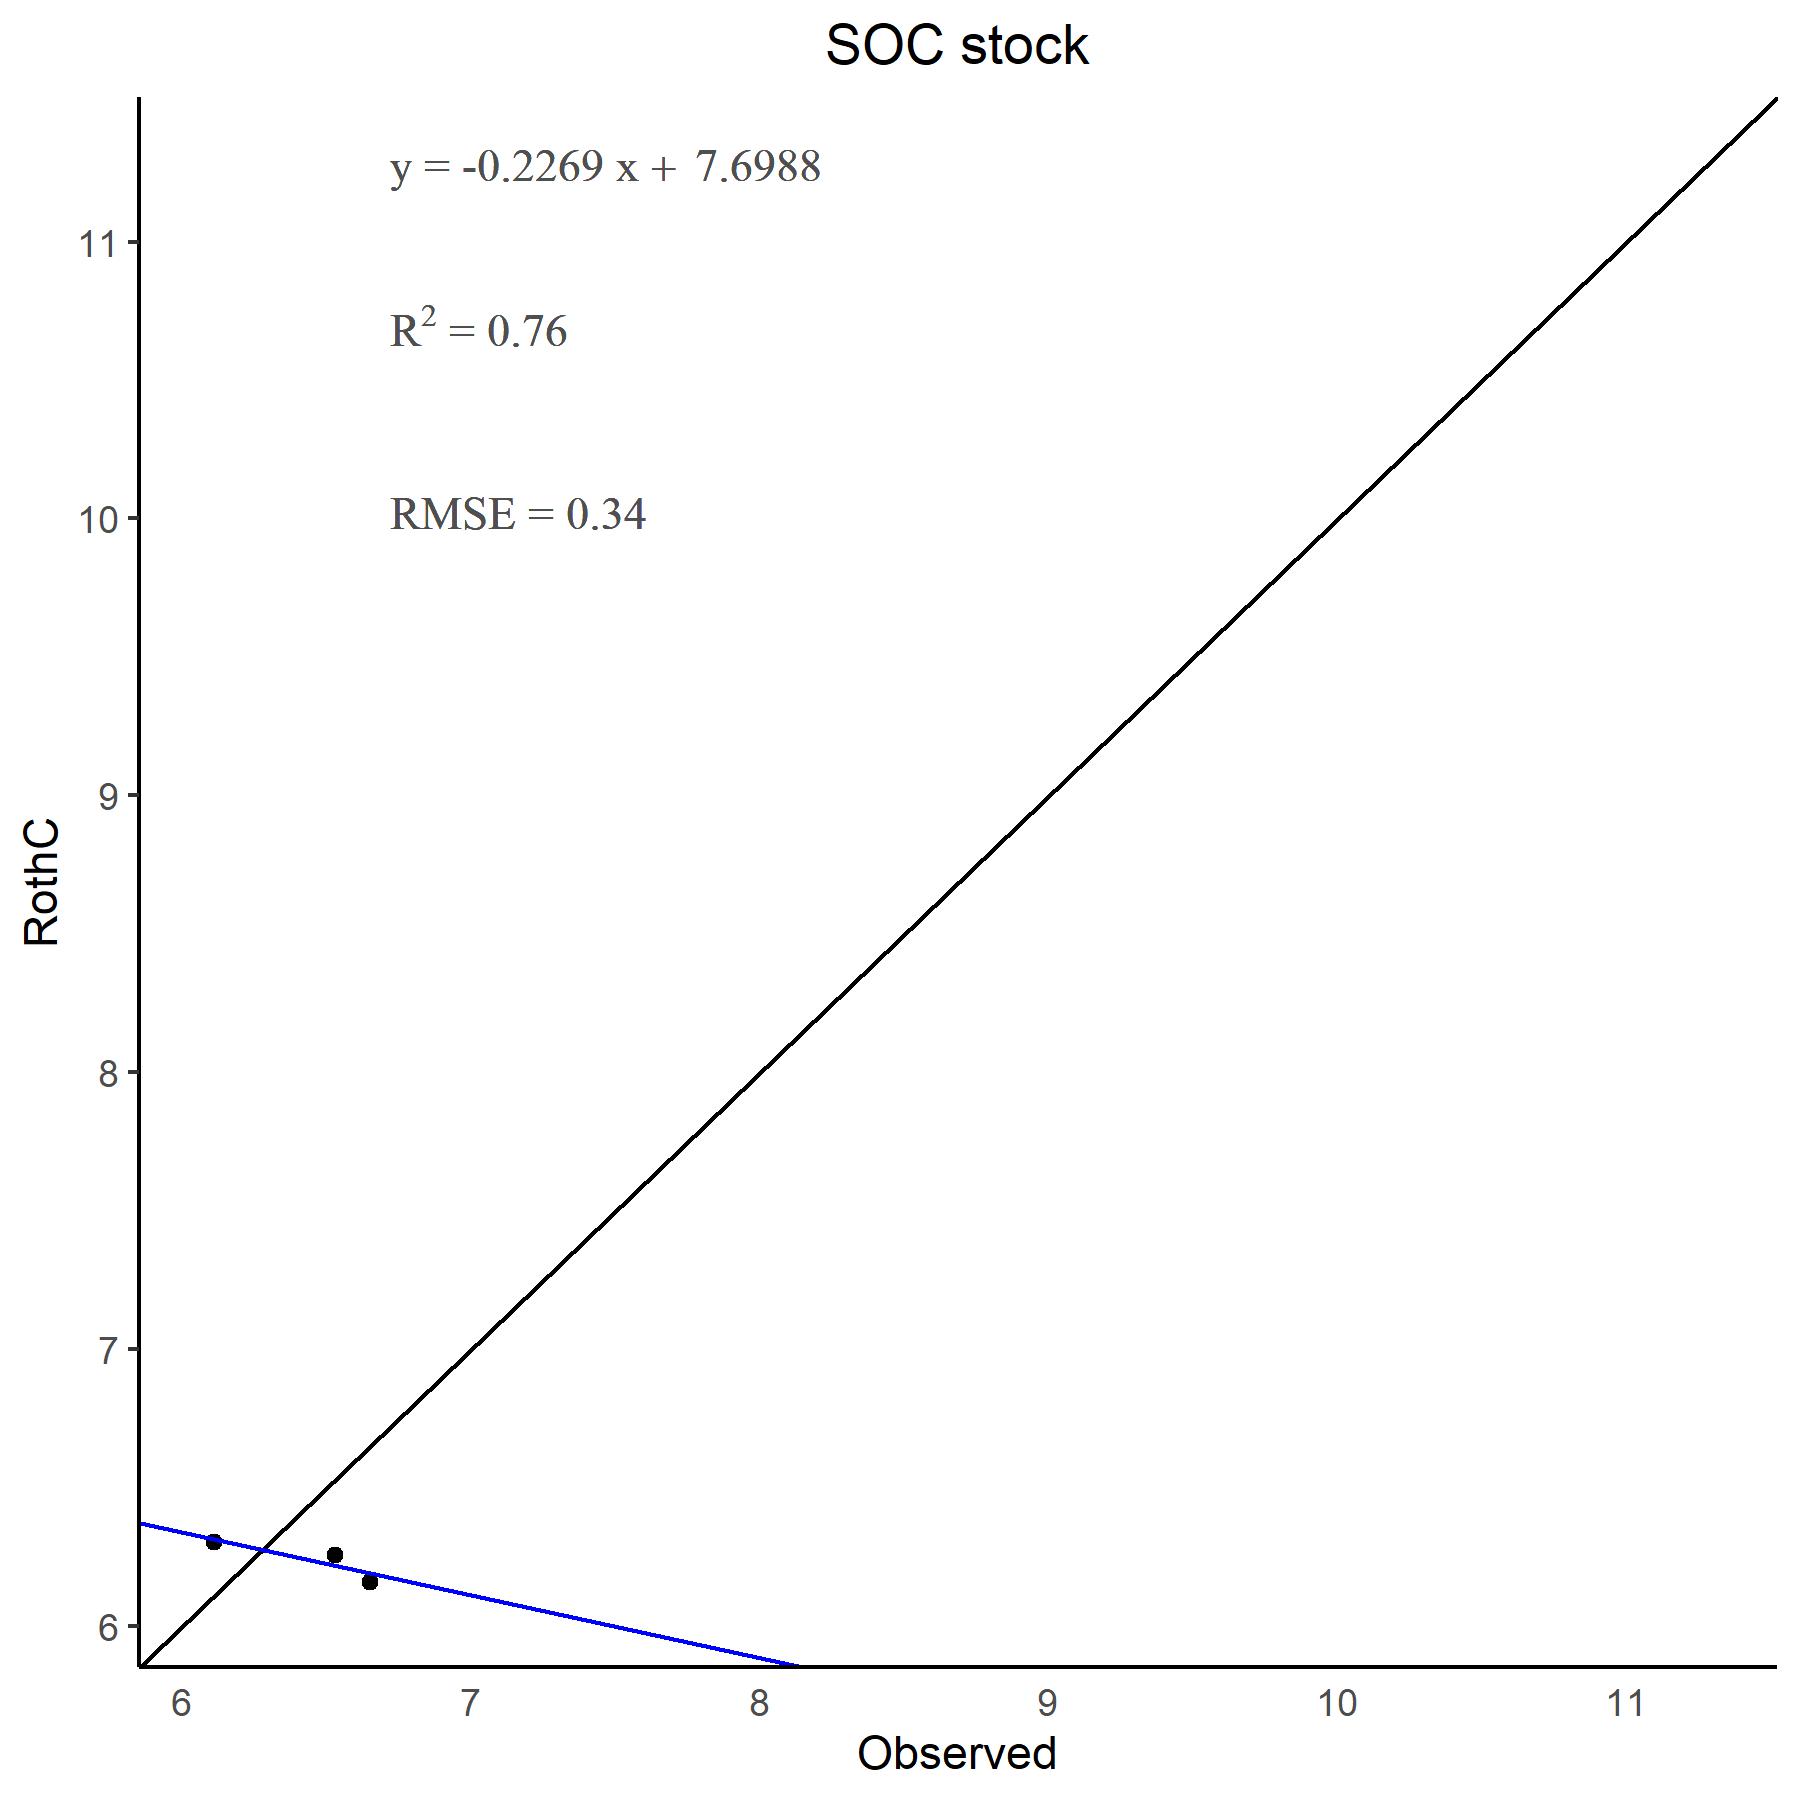 SOC stock
y = -0.2269 x + 7.6988
R² = 0.76
RMSE = 0.34
11
10
9
8
7
6
RothC
6 7 8 9 10 11
Observed